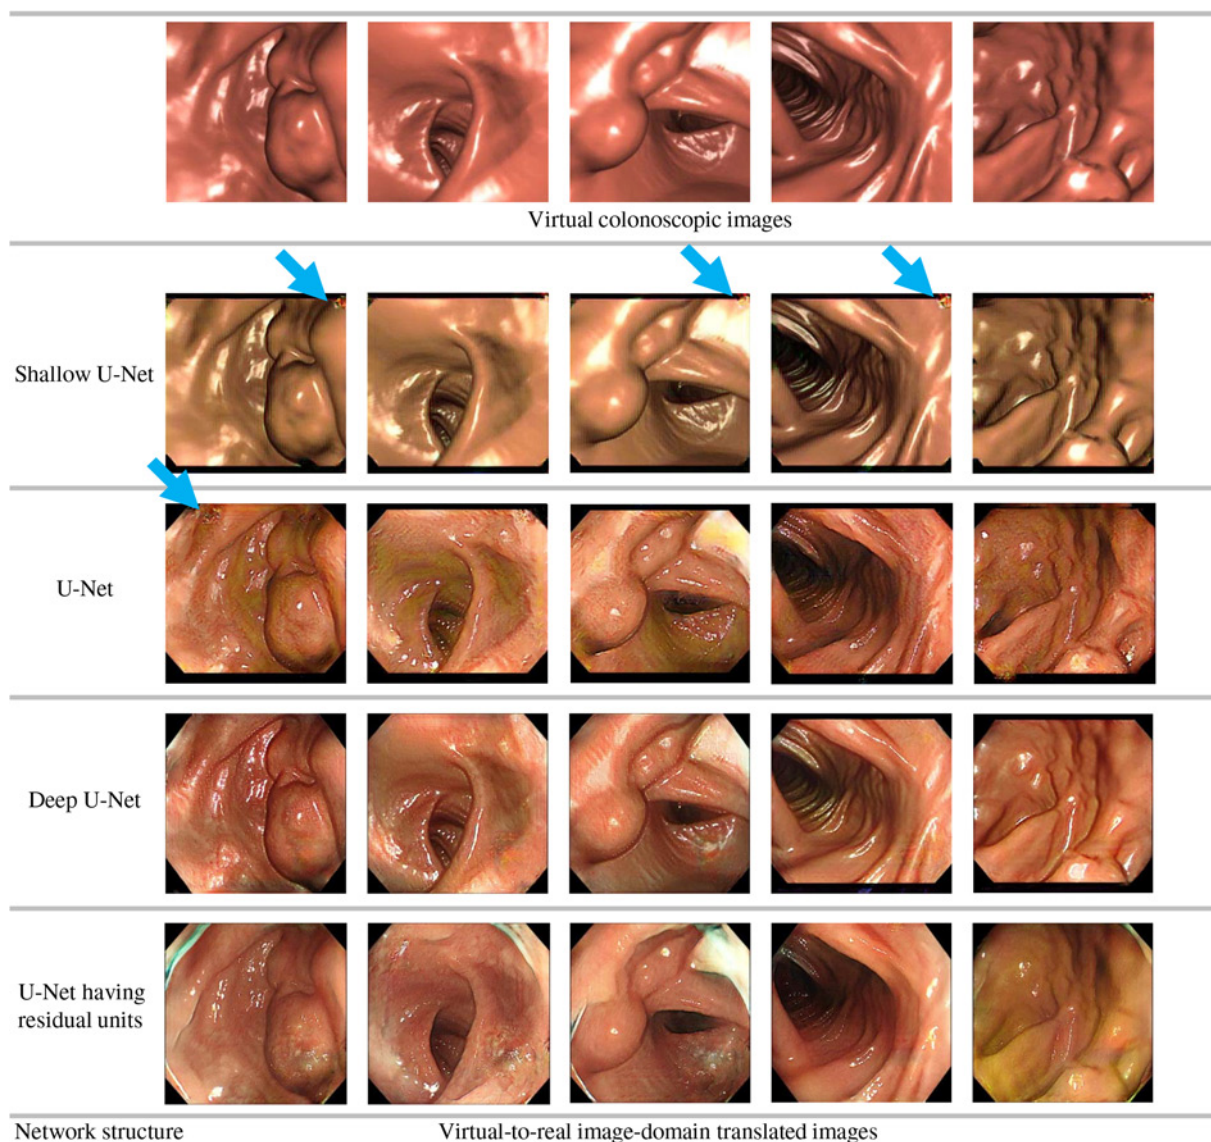 Virtual colonoscopic images
Shallow U-Net
U-Net
Deep U-Net
U-Net having
residual units
Network structure
Virtual-to-real image-domain translated images